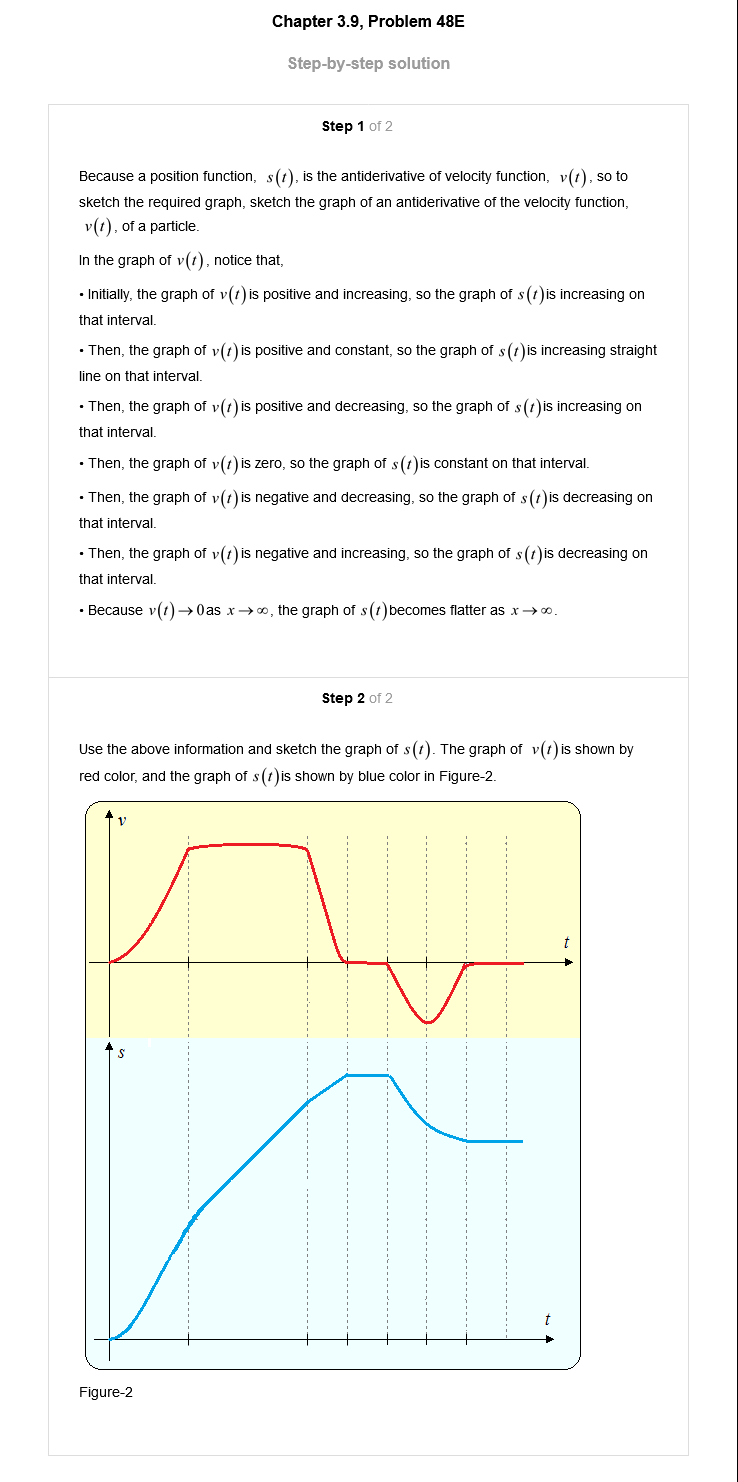 Chapter 3.9, Problem 48E
Step-by-step solution
Step 1 of 2
Because a position function, s(t), is the antiderivative of velocity function, v(t), so to
sketch the required graph, sketch the graph of an antiderivative of the velocity function,
v(t), of a particle.
In the graph of v(t), notice that,
• Initially, the graph of v(t) is positive and increasing, so the graph of s(t) is increasing on
that interval.
• Then, the graph of v(t) is positive and constant, so the graph of s(t) is increasing straight
line on that interval.
• Then, the graph of v(t) is positive and decreasing, so the graph of s(t) is increasing on
that interval.
• Then, the graph of v(t) is zero, so the graph of s(t) is constant on that interval.
• Then, the graph of v(t) is negative and decreasing, so the graph of s(t) is decreasing on
that interval.
• Then, the graph of v(t) is negative and increasing, so the graph of s(t) is decreasing on
that interval.
• Because v(t) → 0 as x → ∞, the graph of s(t) becomes flatter as x → ∞.
Step 2 of 2
Use the above information and sketch the graph of s(t). The graph of v(t) is shown by
red color, and the graph of s(t) is shown by blue color in Figure-2.
v
t
s
t
Figure-2